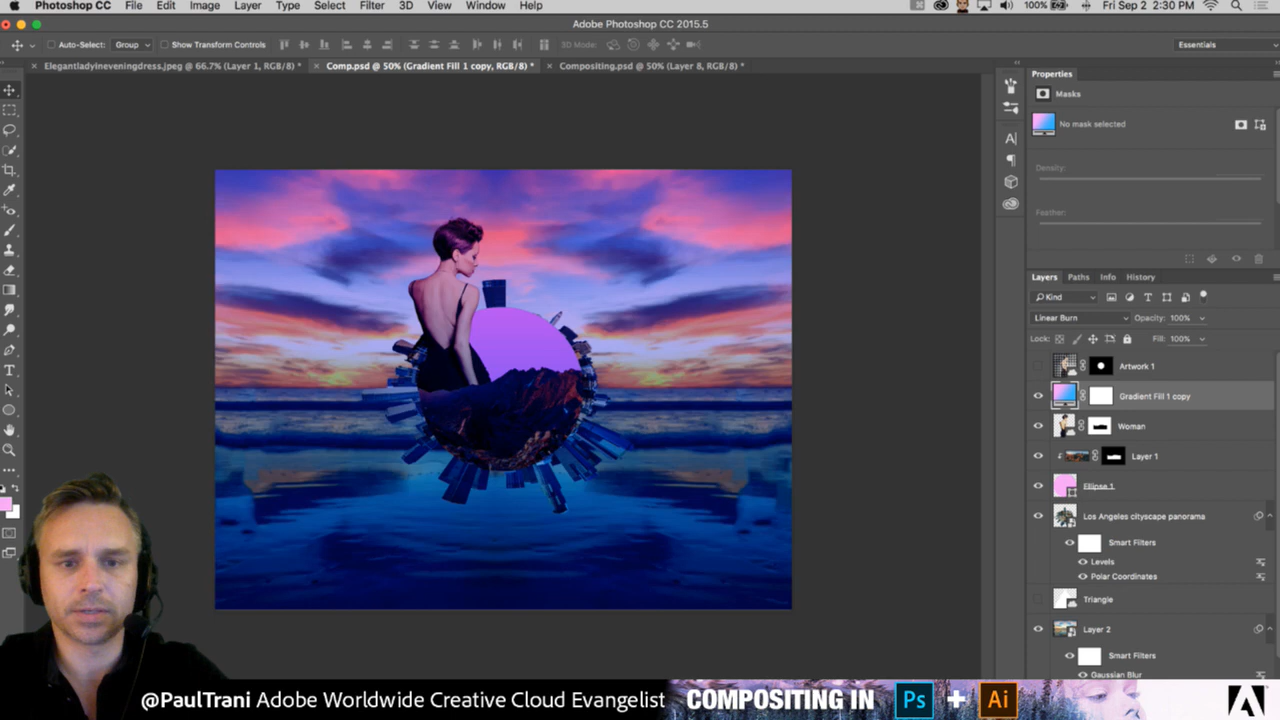 Photoshop CC File Edit Image Layer Type Select Filter 3D View Window Help 100% Fri Sep 2 2:30 PM
Adobe Photoshop CC 2015.5
Auto-Select: Group Show Transform Controls 3D Mode: Essentials
× Elegantladyineveningdress.jpeg @ 66.7% (Layer 1, RGB/8) * × Comp.psd @ 50% (Gradient Fill 1 copy, RGB/8) * × Compositing.psd @ 50% (Layer 8, RGB/8) *
Properties
Masks
No mask selected
Density:
Feather:
Layers Paths Info History
Kind
Linear Burn Opacity: 100%
Lock: Fill: 100%
Artwork 1
Gradient Fill 1 copy
Woman
Layer 1
Ellipse 1
Los Angeles cityscape panorama
Smart Filters
Levels
Polar Coordinates
Triangle
Layer 2
Smart Filters
Gaussian Blur
@PaulTrani Adobe Worldwide Creative Cloud Evangelist COMPOSITING IN Ps + Ai